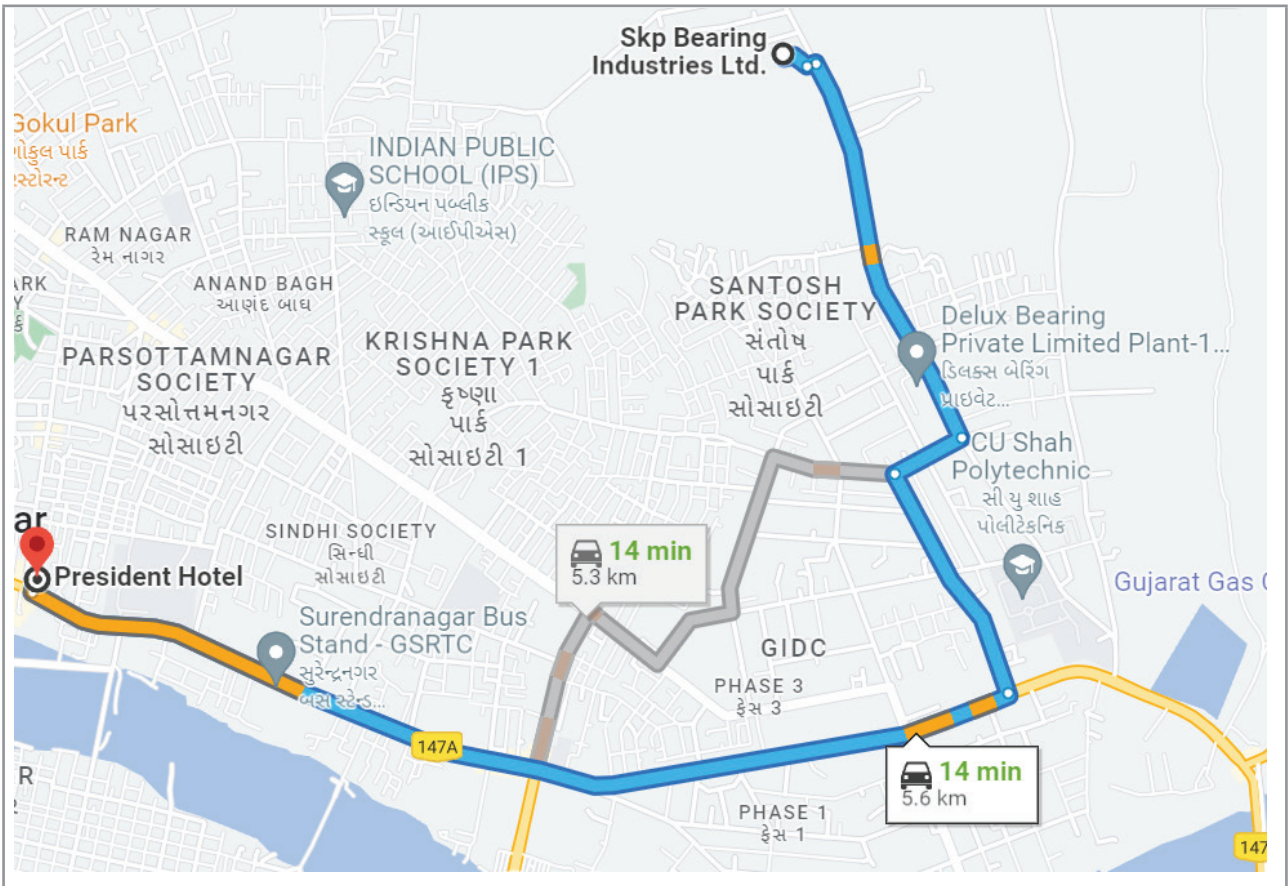 Skp Bearing
Industries Ltd.
Gokul Park
ગોકુલ પાર્ક
રેસ્ટોરન્ટ
INDIAN PUBLIC
SCHOOL (IPS)
ઇન્ડિયન પબ્લીક
સ્કૂલ (આઈપીએસ)
RAM NAGAR
રેમ નાગર
ARK
Y
ર્ક
ANAND BAGH
આણંદ બાઘ
SANTOSH
PARK SOCIETY
સંતોષ
પાર્ક
સોસાઇટી
Delux Bearing
Private Limited Plant-1...
ડિલક્સ બેરિંગ
પ્રાઇવેટ...
PARSOTTAMNAGAR
SOCIETY
પરસોત્તમનગર
સોસાઇટી
KRISHNA PARK
SOCIETY 1
કૃષ્ણા
પાર્ક
સોસાઇટી 1
CU Shah
Polytechnic
સી યુ શાહ
પોલીટેકનિક
ar
President Hotel
SINDHI SOCIETY
સિન્ધી
સોસાઇટી
14 min
5.3 km
Gujarat Gas C
Surendranagar Bus
Stand - GSRTC
સુરેન્દ્રનગર
બસ સ્ટેન્ડ...
GIDC
PHASE 3
ફેસ 3
147A
14 min
5.6 km
R
PHASE 1
ફેસ 1
147